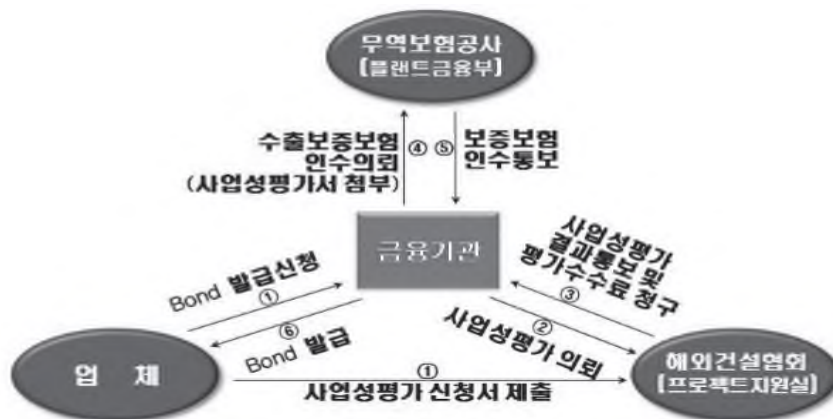 무역보험공사
[플랜트금융부]
수출보증보험
인수의뢰
(사업성평가서 첨부)
④ ⑤
보증보험
인수통보
금융기관
사업성평가
결과통보 및
평가수수료 청구
③
Bond 발급신청
①
⑥
Bond 발급
②
사업성평가 의뢰
업 체
①
사업성평가 신청서 제출
해외건설협회
[프로젝트지원실]